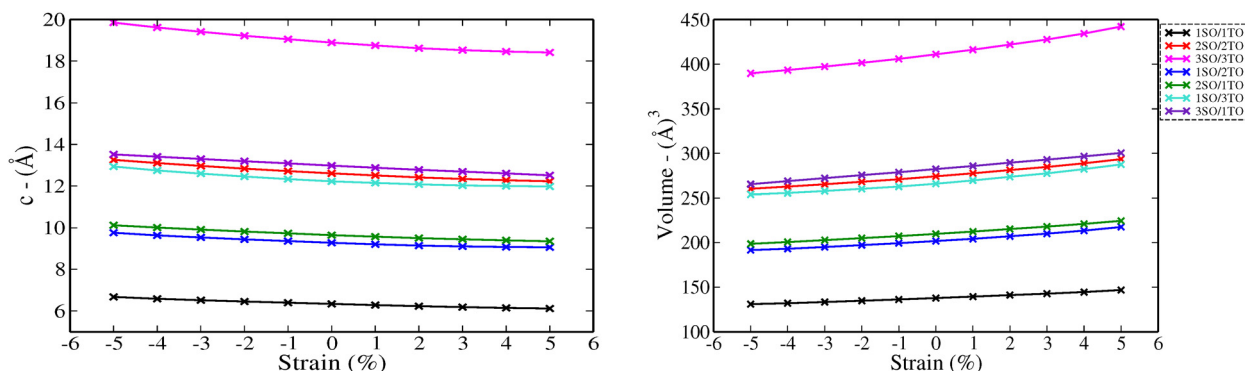 20
18
16
14
12
10
8
6
-6 -5 -4 -3 -2 -1 0 1 2 3 4 5 6
Strain (%)
c - (Å)
450
400
350
300
250
200
150
100
-6 -5 -4 -3 -2 -1 0 1 2 3 4 5 6
Strain (%)
Volume - (Å)^3
1SO/1TO
2SO/2TO
3SO/3TO
1SO/2TO
2SO/1TO
1SO/3TO
3SO/1TO